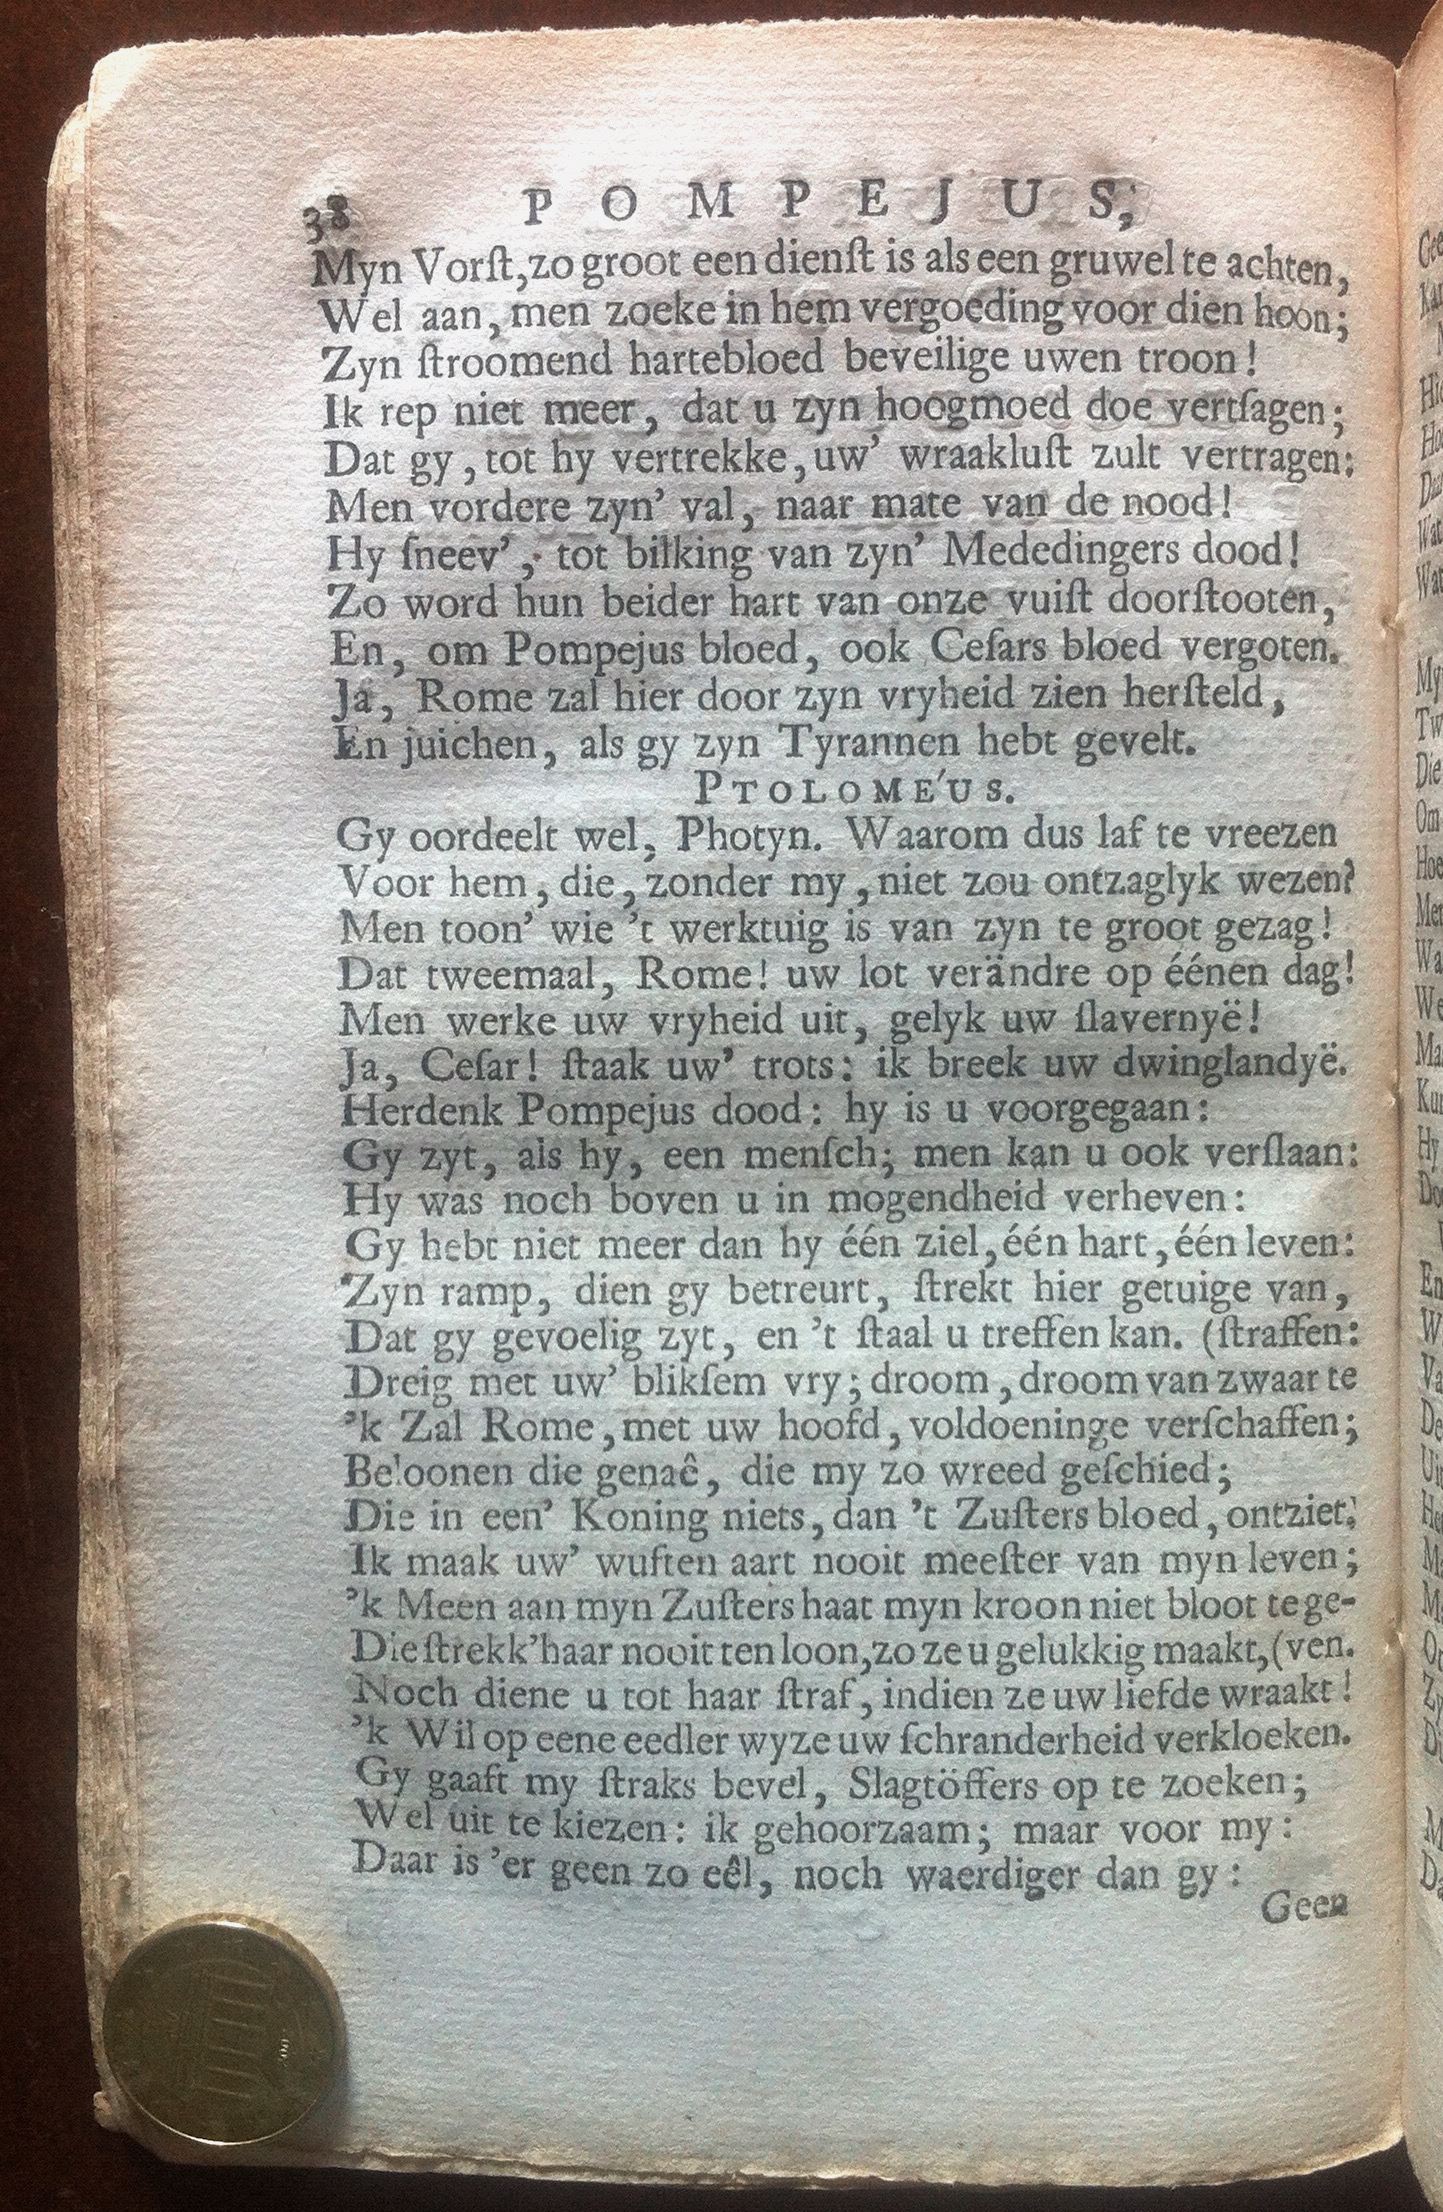 38 POMPEJUS,
Myn Vorſt, zo groot een dienſt is als een gruwel te achten,
Wel aan, men zoeke in hem vergoeding voor dien hoon;
Zyn ſtroomend hartebloed beveilige uwen troon!
Ik rep niet meer, dat u zyn hoogmoed doe vertſagen;
Dat gy, tot hy vertrekke, uw’ wraakluſt zult vertragen:
Men vordere zyn’ val, naar mate van de nood!
Hy ſneev’, tot bilking van zyn’ Mededingers dood!
Zo word hun beider hart van onze vuiſt doorſtooten,
En, om Pompejus bloed, ook Ceſars bloed vergoten.
Ja, Rome zal hier door zyn vryheid zien herſteld,
En juichen, als gy zyn Tyrannen hebt gevelt.
PTOLOME'US.
Gy oordeelt wel, Photyn. Waarom dus laf te vreezen
Voor hem, die, zonder my, niet zou ontzaglyk wezen?
Men toon’ wie ’t werktuig is van zyn te groot gezag!
Dat tweemaal, Rome! uw lot verändre op éénen dag!
Men werke uw vryheid uit, gelyk uw ſlavernyë!
Ja, Ceſar! ſtaak uw’ trots: ik breek uw dwinglandyë.
Herdenk Pompejus dood: hy is u voorgegaan:
Gy zyt, als hy, een menſch; men kan u ook verſlaan:
Hy was noch boven u in mogendheid verheven:
Gy hebt niet meer dan hy één ziel, één hart, één leven:
Zyn ramp, dien gy betreurt, ſtrekt hier getuige van,
Dat gy gevoelig zyt, en ’t ſtaal u treffen kan. (ſtraffen:
Dreig met uw’ blikſem vry; droom, droom van zwaar te
’k Zal Rome, met uw hoofd, voldoeninge verſchaffen;
Beloonen die genaê, die my zo wreed geſchied;
Die in een’ Koning niets, dan ’t Zuſters bloed, ontziet.
Ik maak uw’ wuften aart nooit meeſter van myn leven;
’k Meen aan myn Zuſters haat myn kroon niet bloot te ge-
Die ſtrekk’ haar nooit ten loon, zo ze u gelukkig maakt, (ven.
Noch diene u tot haar ſtraf, indien ze uw liefde wraakt!
’k Wil op eene eedler wyze uw ſchranderheid verkloeken.
Gy gaaft my ſtraks bevel, Slagtöffers op te zoeken;
Wel uit te kiezen: ik gehoorzaam; maar voor my:
Daar is ’er geen zo eêl, noch waerdiger dan gy:
Geen